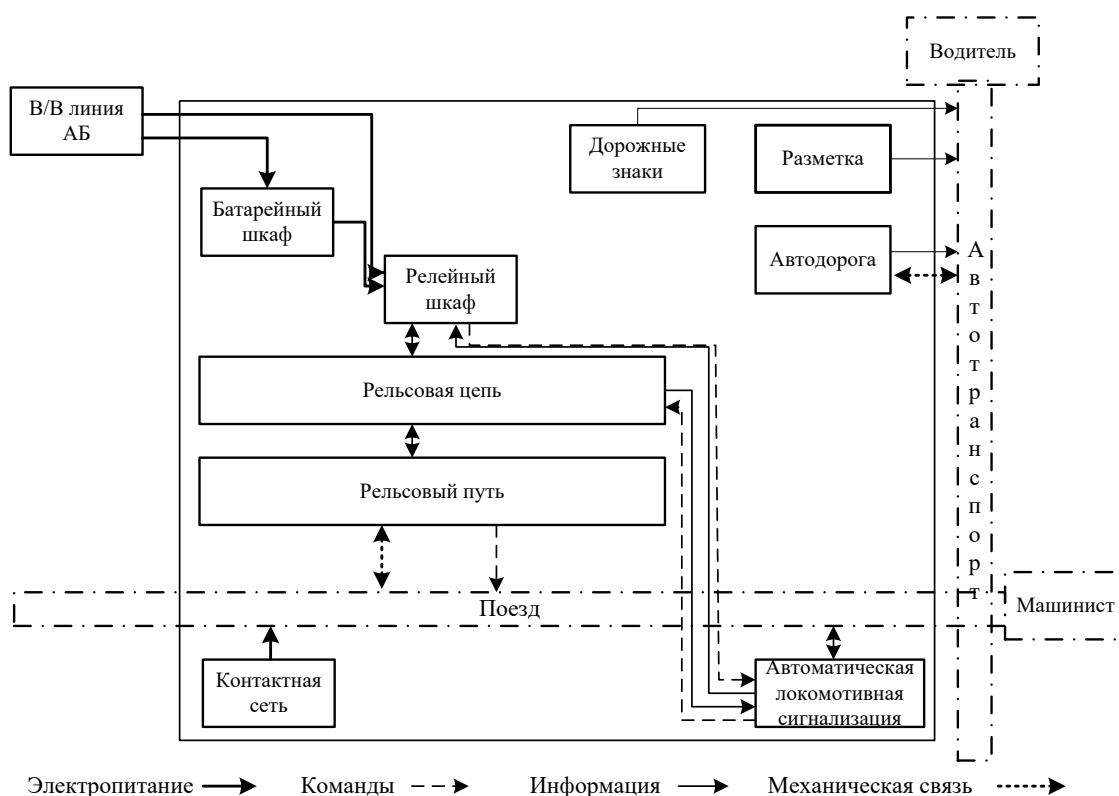 Водитель
В/В линия
АБ
Дорожные
знаки
Разметка
Батарейный
шкаф
Автодорога
Автотранспорт
Релейный
шкаф
Рельсовая цепь
Рельсовый путь
Поезд
Машинист
Контактная
сеть
Автоматическая
локомотивная
сигнализация
Электропитание
Команды
Информация
Механическая связь